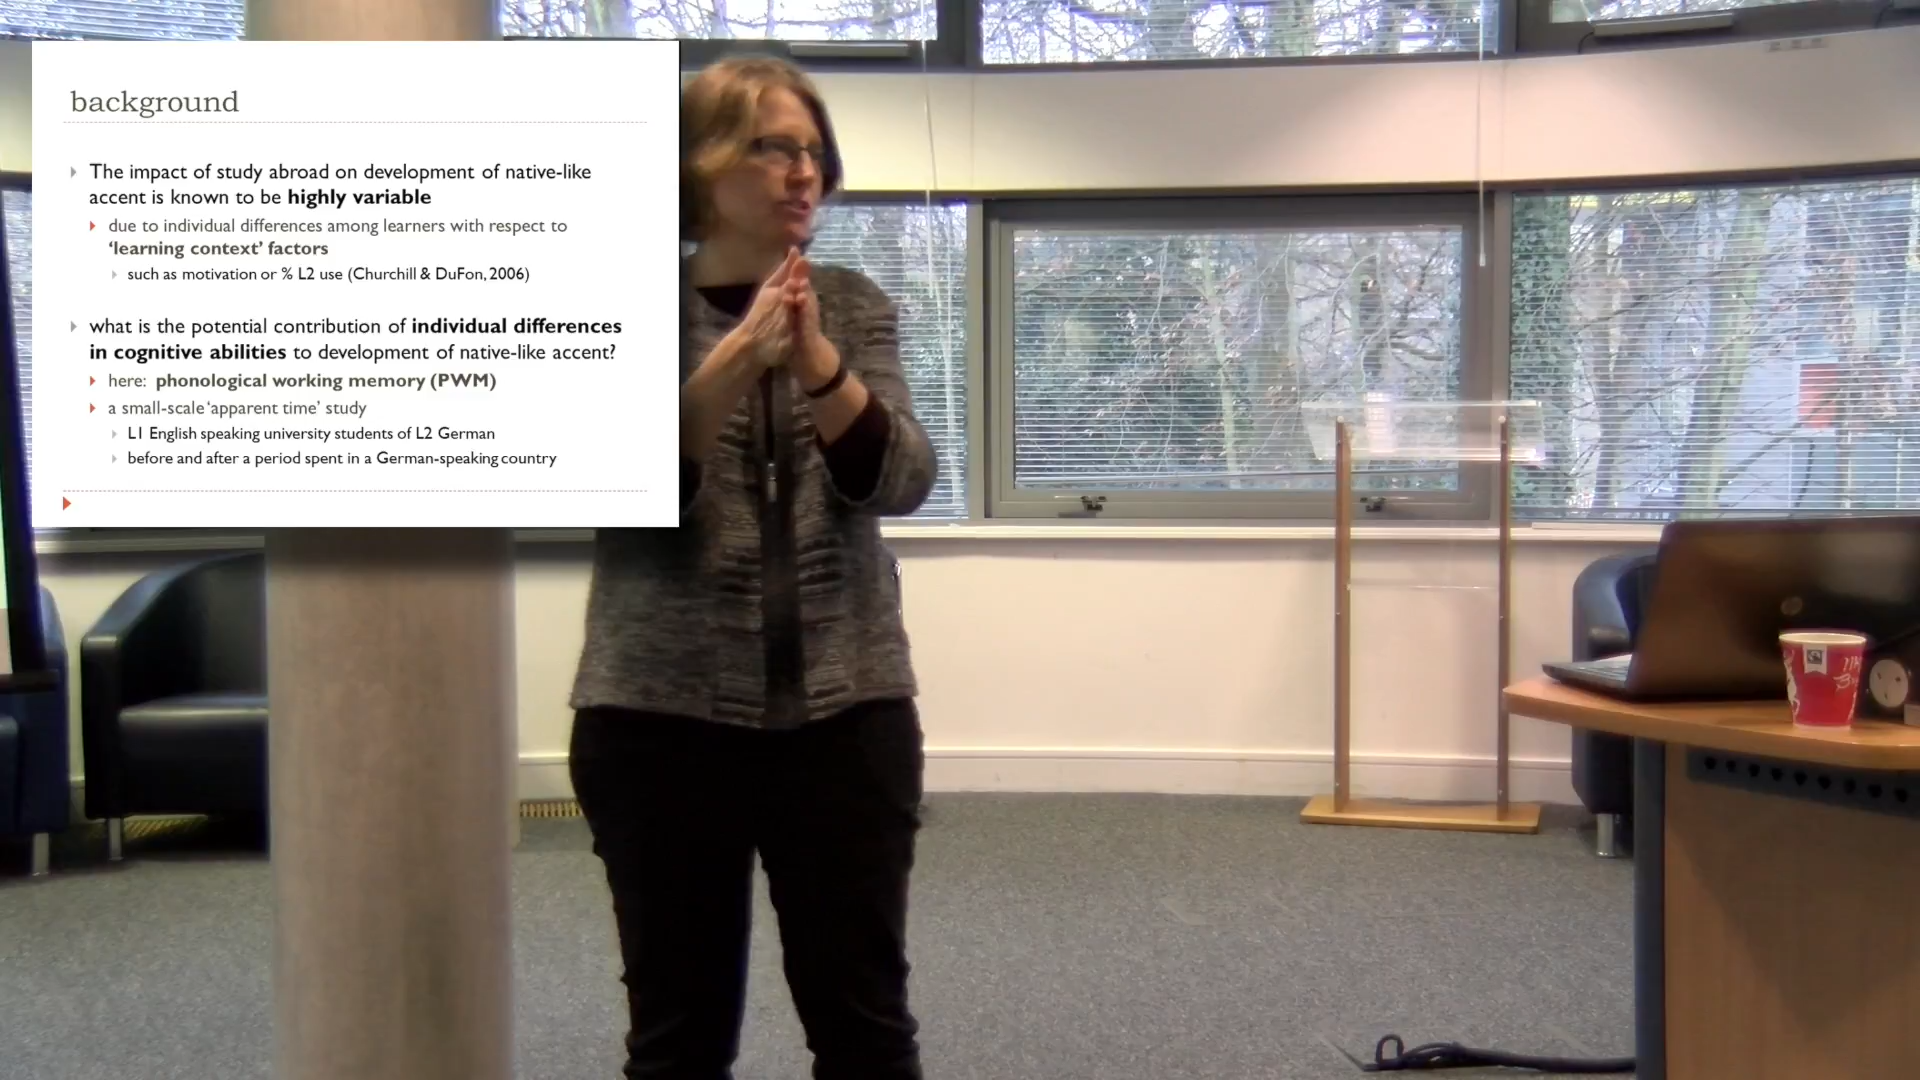 background
The impact of study abroad on development of native-like
accent is known to be highly variable
due to individual differences among learners with respect to
‘learning context’ factors
such as motivation or % L2 use (Churchill & DuFon, 2006)
what is the potential contribution of individual differences
in cognitive abilities to development of native-like accent?
here: phonological working memory (PWM)
a small-scale ‘apparent time’ study
L1 English speaking university students of L2 German
before and after a period spent in a German-speaking country